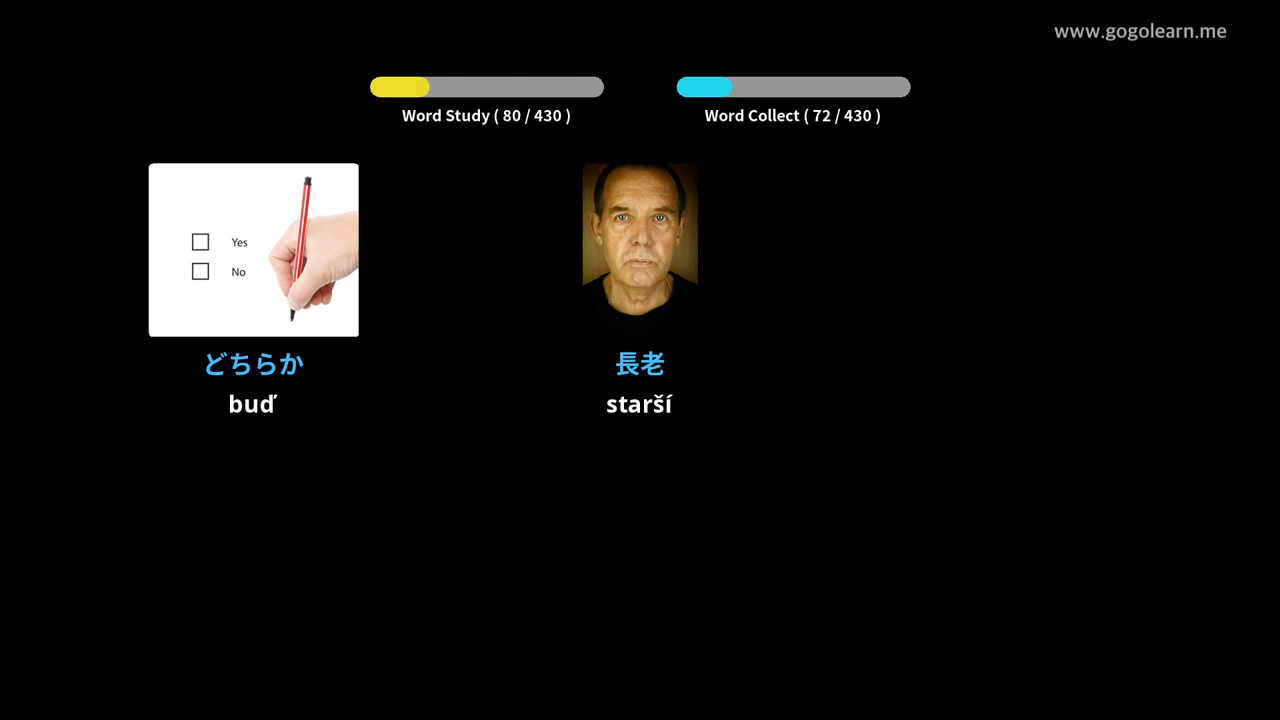 www.gogolearn.me
Word Study ( 80 / 430 )
Word Collect ( 72 / 430 )
Yes
No
どちらか
buď
長老
starší